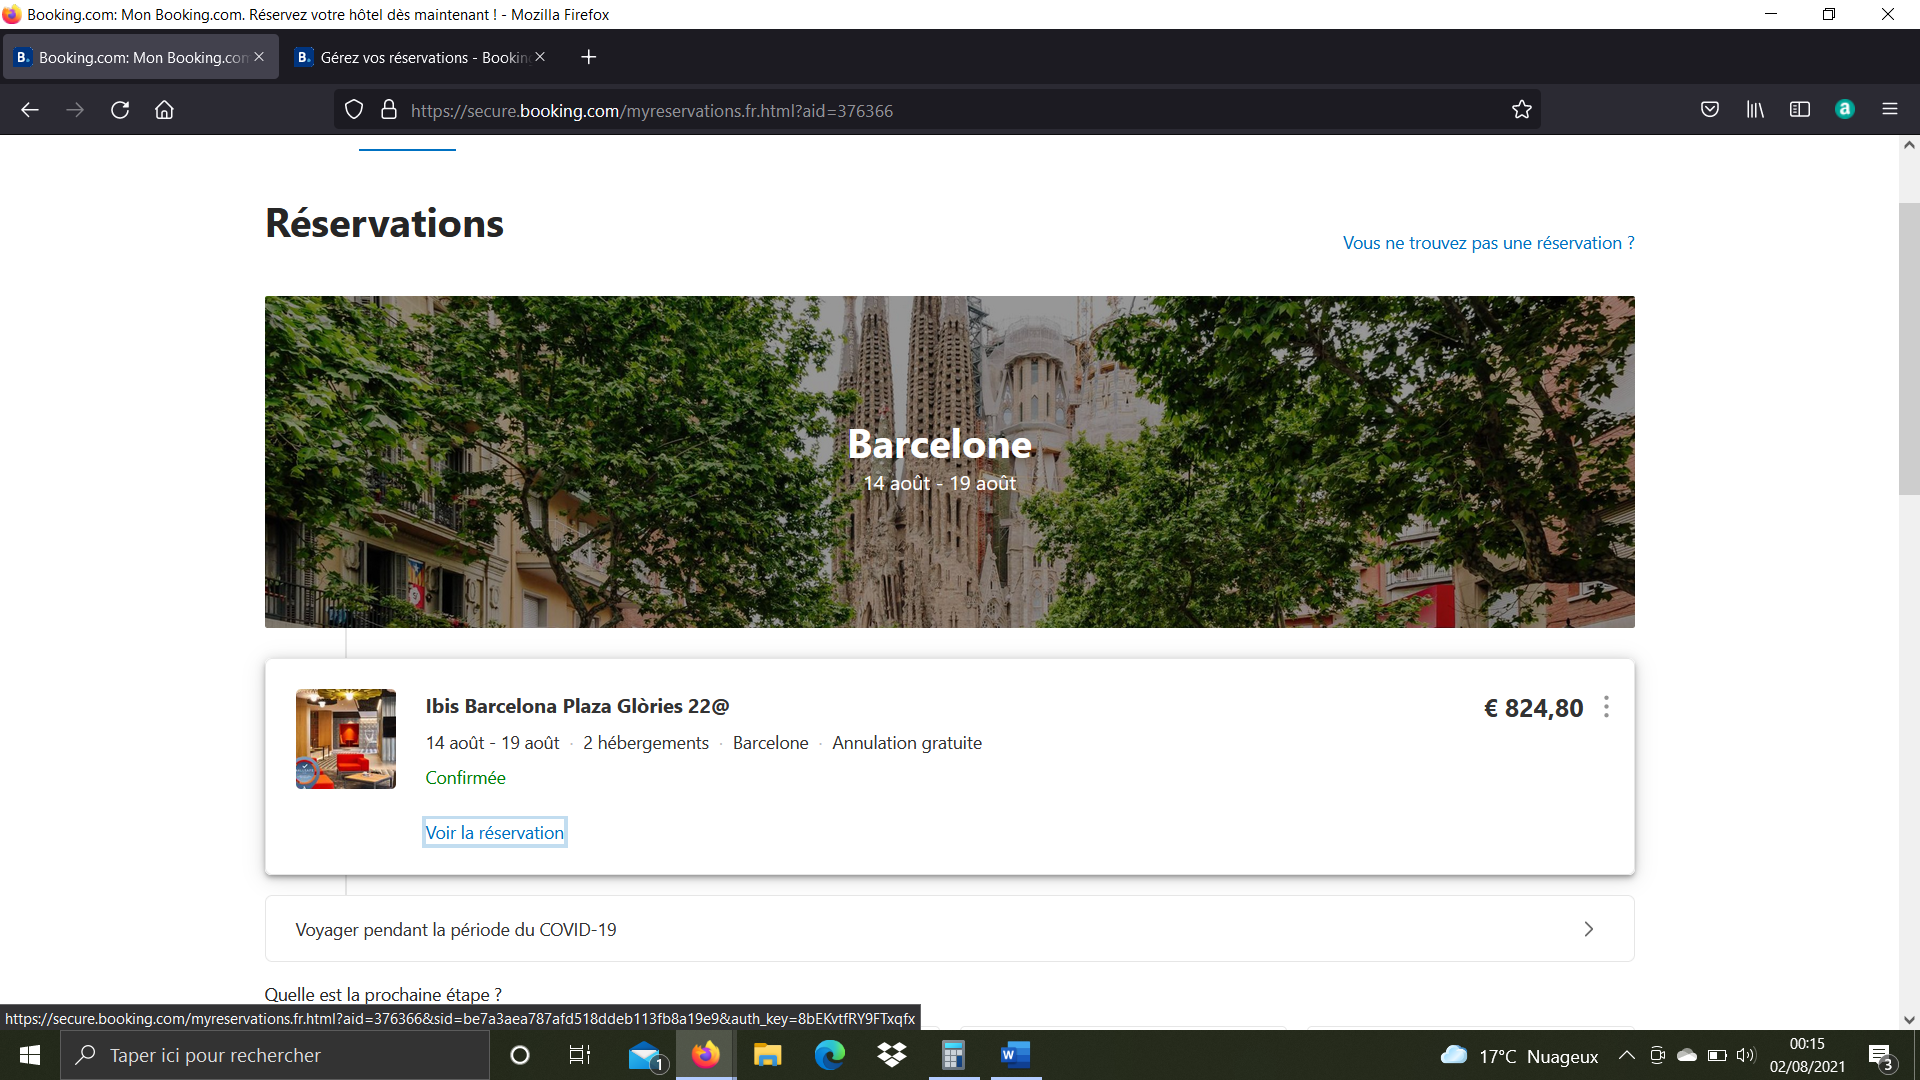 Booking.com: Mon Booking.com. Réservez votre hôtel dès maintenant ! - Mozilla Firefox
B. Booking.com: Mon Booking.com
B. Gérez vos réservations - Booking
https://secure.booking.com/myreservations.fr.html?aid=376366
a
Réservations
Vous ne trouvez pas une réservation ?
Barcelone
14 août - 19 août
Ibis Barcelona Plaza Glòries 22@
€ 824,80
14 août - 19 août · 2 hébergements · Barcelone · Annulation gratuite
Confirmée
Voir la réservation
Voyager pendant la période du COVID-19
Quelle est la prochaine étape ?
https://secure.booking.com/myreservations.fr.html?aid=376366&sid=be7a3aea787afd518ddeb113fb8a19e9&auth_key=8bEKvtfRY9FTxqfx
Taper ici pour rechercher
1
W
17°C Nuageux
00:15
02/08/2021
3